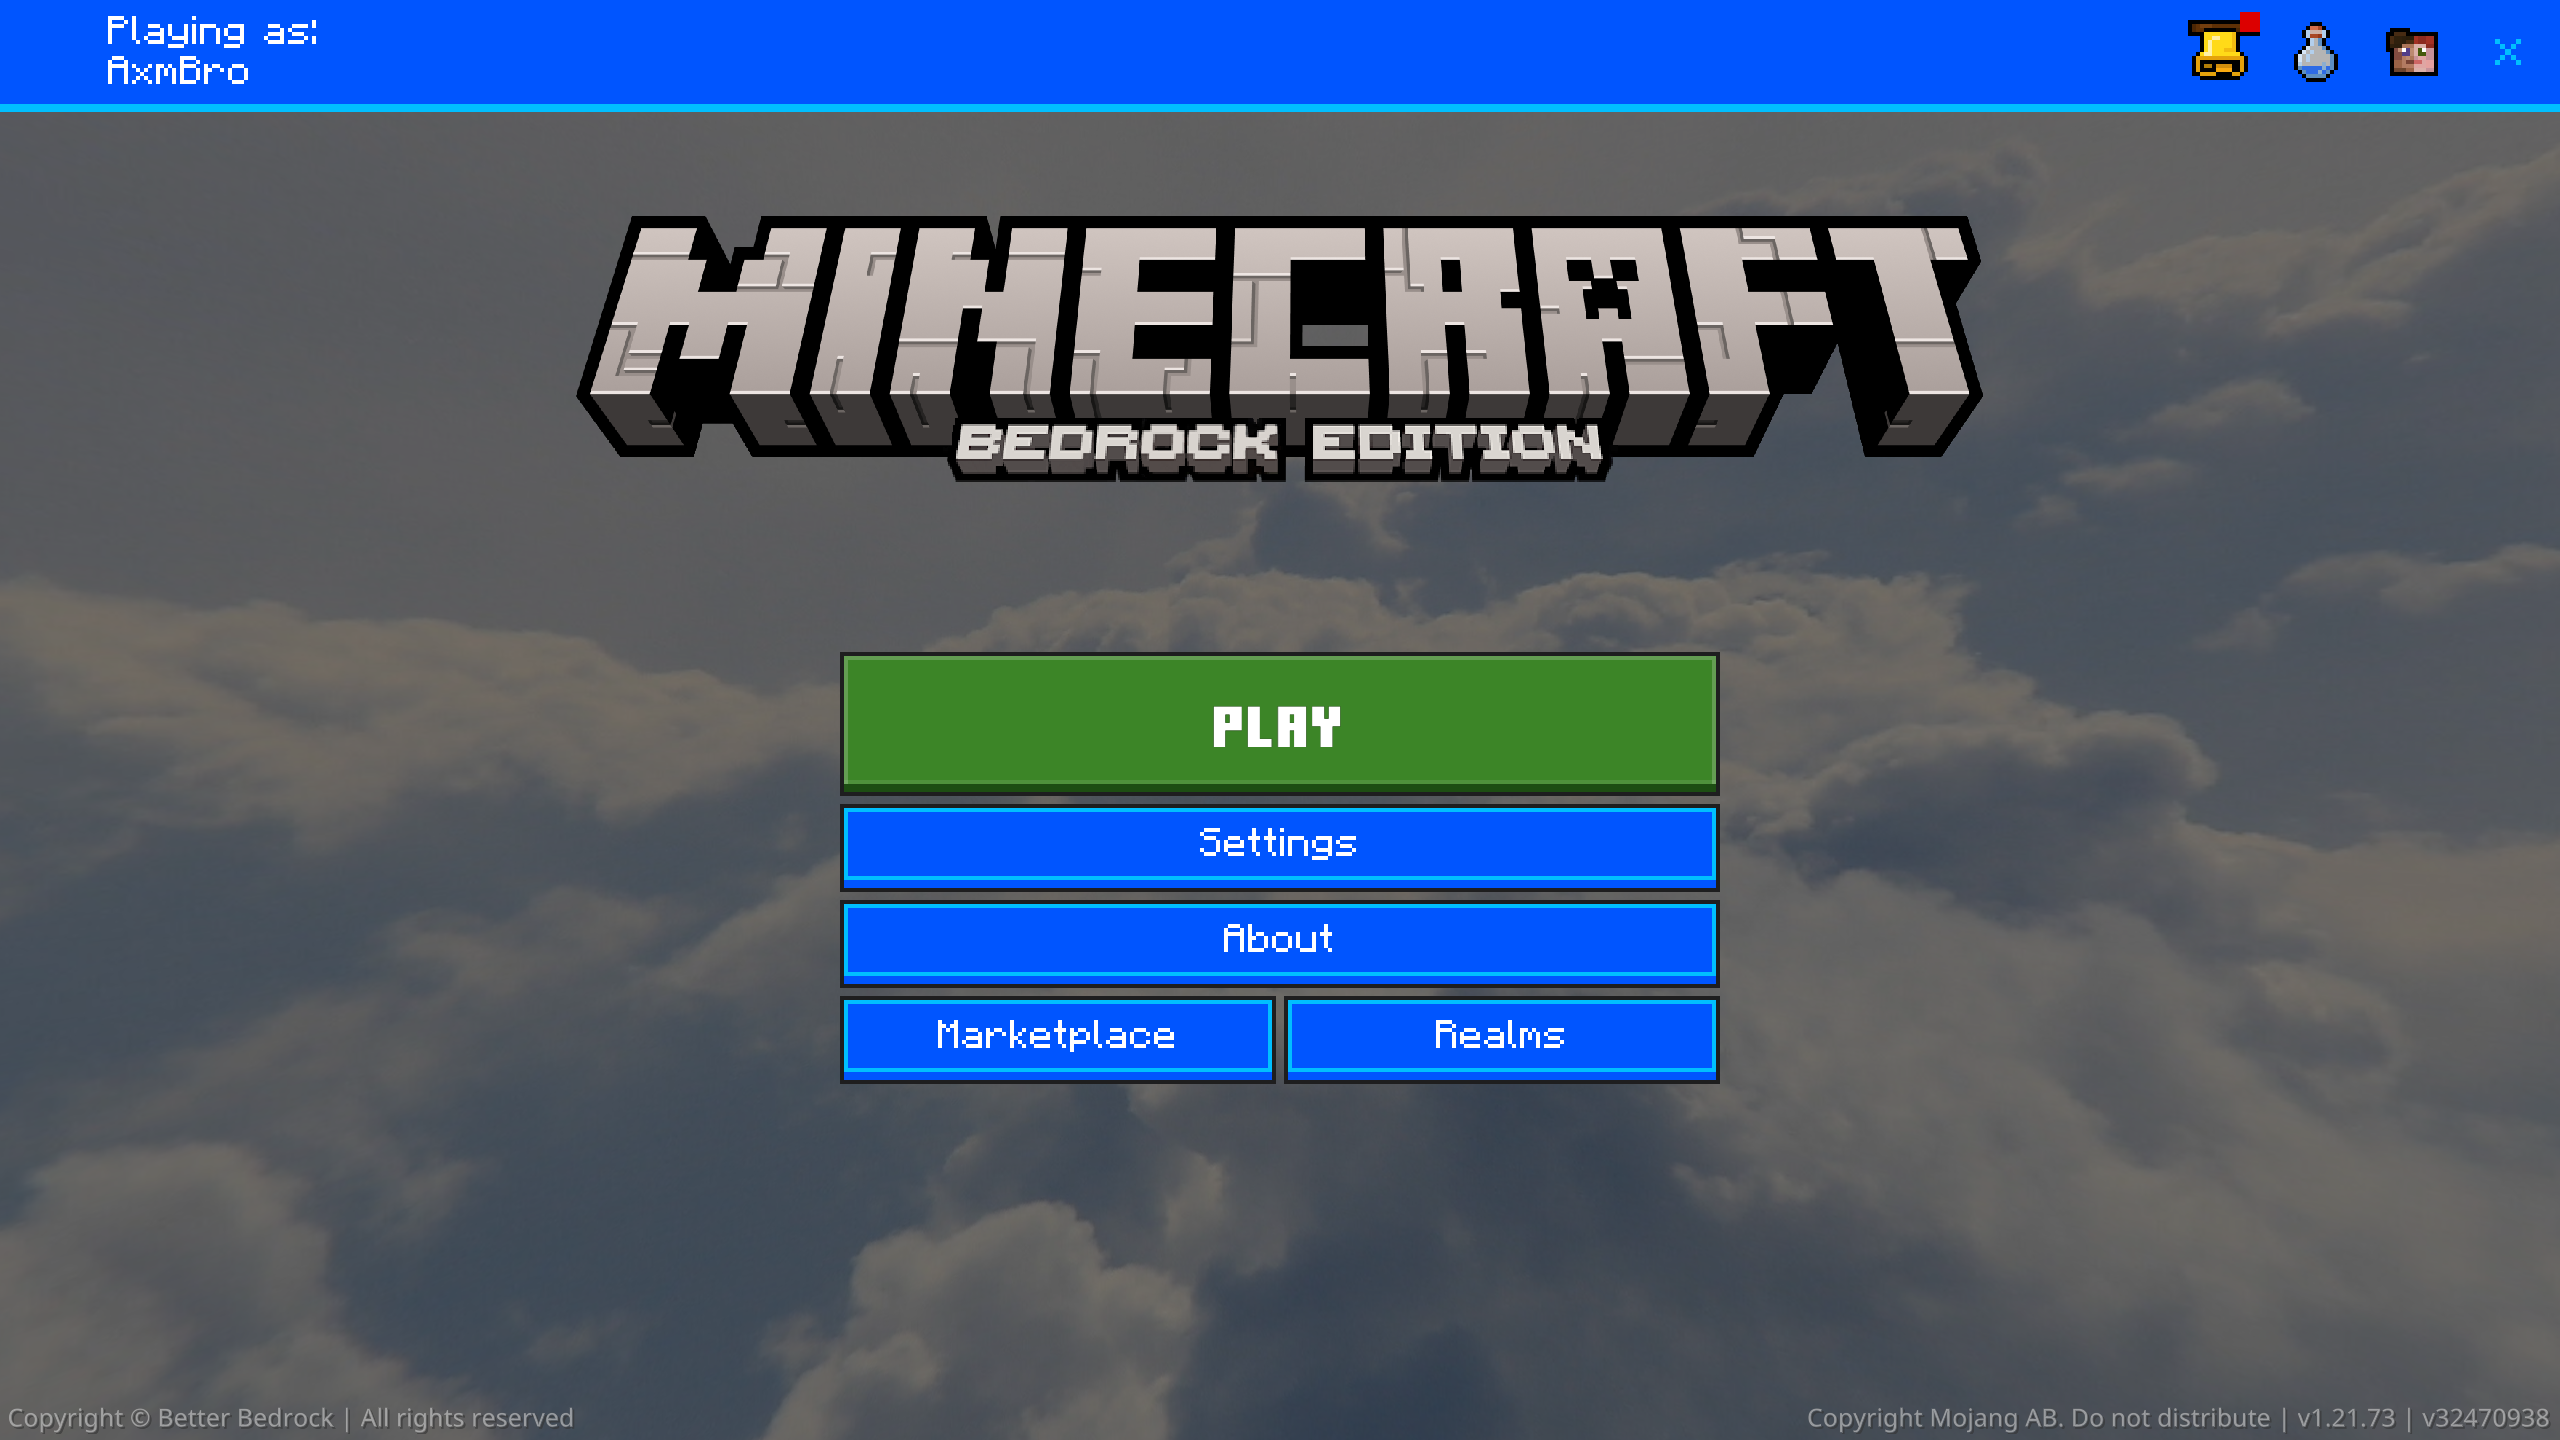 Playing as:
AxmBro
MINECRAFT
BEDROCK EDITION
PLAY
Settings
About
Marketplace
Realms
Copyright © Better Bedrock | All rights reserved
Copyright Mojang AB. Do not distribute | v1.21.73 | v32470938